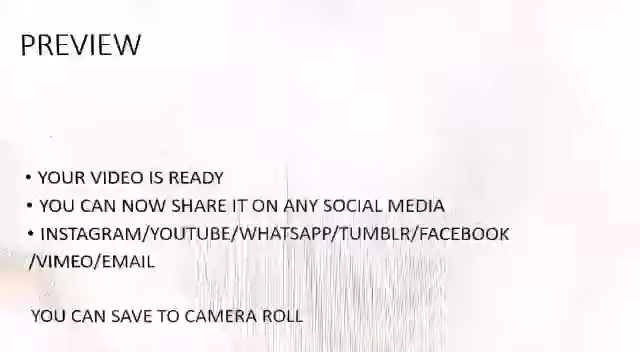 PREVIEW
• YOUR VIDEO IS READY
• YOU CAN NOW SHARE IT ON ANY SOCIAL MEDIA
• INSTAGRAM/YOUTUBE/WHATSAPP/TUMBLR/FACEBOOK
/VIMEO/EMAIL
YOU CAN SAVE TO CAMERA ROLL